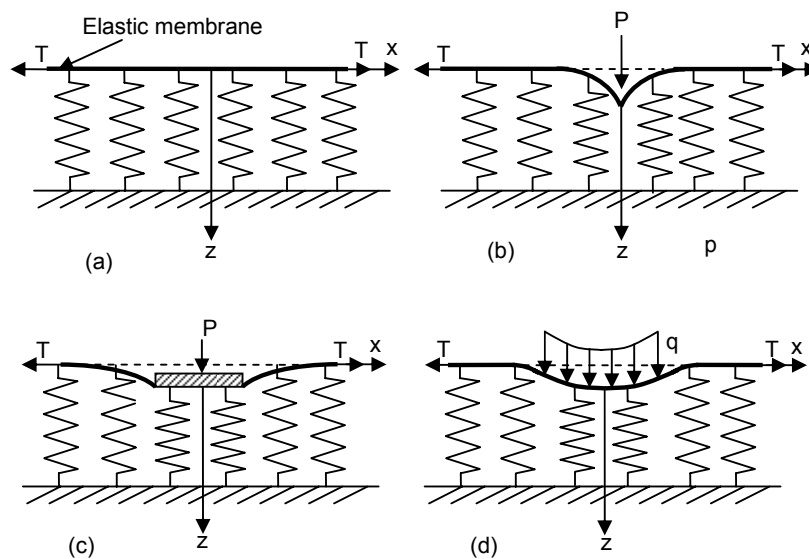 Elastic membrane
T T x
z
(a)
P
T T x
z
(b) p
P
T T x
z
(c)
q
T T x
z
(d)